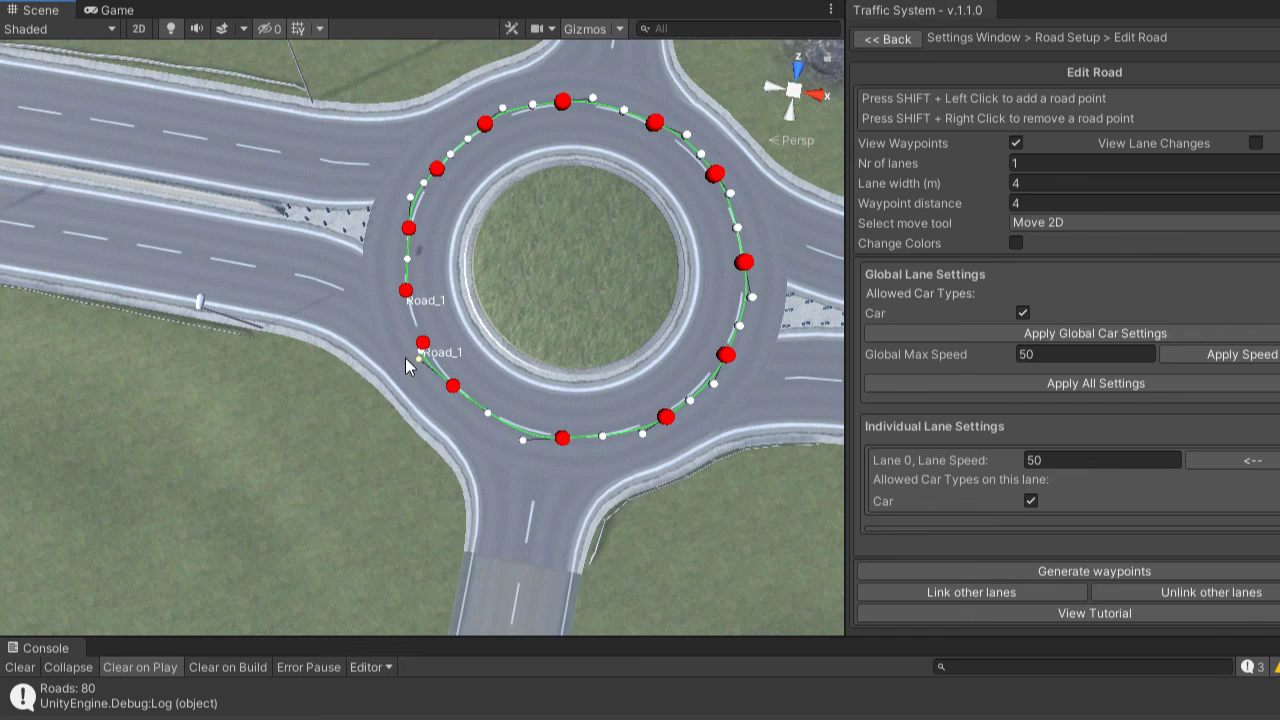 Scene
Game
Shaded
2D
0
Gizmos
All
z
x
Persp
Road_1
Road_1
Traffic System - v.1.1.0
<< Back
Settings Window > Road Setup > Edit Road
Edit Road
Press SHIFT + Left Click to add a road point
Press SHIFT + Right Click to remove a road point
View Waypoints
View Lane Changes
Nr of lanes
1
Lane width (m)
4
Waypoint distance
4
Select move tool
Move 2D
Change Colors
Global Lane Settings
Allowed Car Types:
Car
Apply Global Car Settings
Global Max Speed
50
Apply Speed
Apply All Settings
Individual Lane Settings
Lane 0, Lane Speed:
50
<--
Allowed Car Types on this lane:
Car
Generate waypoints
Link other lanes
Unlink other lanes
View Tutorial
Console
Clear
Collapse
Clear on Play
Clear on Build
Error Pause
Editor
3
Roads: 80
UnityEngine.Debug:Log (object)